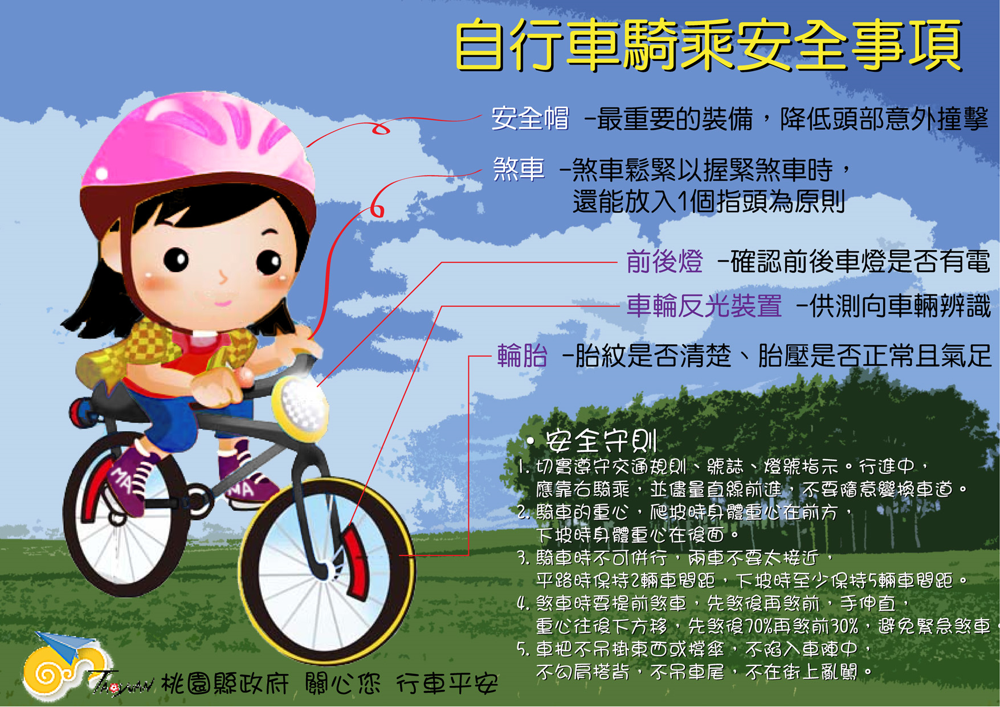 自行車騎乘安全事項
安全帽 -最重要的裝備，降低頭部意外撞擊
煞車 -煞車鬆緊以握緊煞車時，
還能放入1個指頭為原則
前後燈 -確認前後車燈是否有電
車輪反光裝置 -供測向車輛辨識
輪胎 -胎紋是否清楚、胎壓是否正常且氣足
•安全守則
1. 切實遵守交通規則、號誌、燈號指示。行進中，
應靠右騎乘，並儘量直線前進，不要隨意變換車道。
2. 騎車的重心，爬坡時身體重心在前方，
下坡時身體重心在後面。
3. 騎車時不可併行，兩車不要太接近，
平路時保持2輛車間距，下坡時至少保持5輛車間距。
4. 煞車時要提前煞車，先煞後再煞前，手伸直，
重心往後下方移，先煞後70%再煞前30%，避免緊急煞車。
5. 車把不吊掛東西或撐傘，不陷入車陣中，
不勾肩搭背，不吊車尾，不在街上亂闖。
MA
MA
TAOYUAN 桃園縣政府 關心您 行車平安